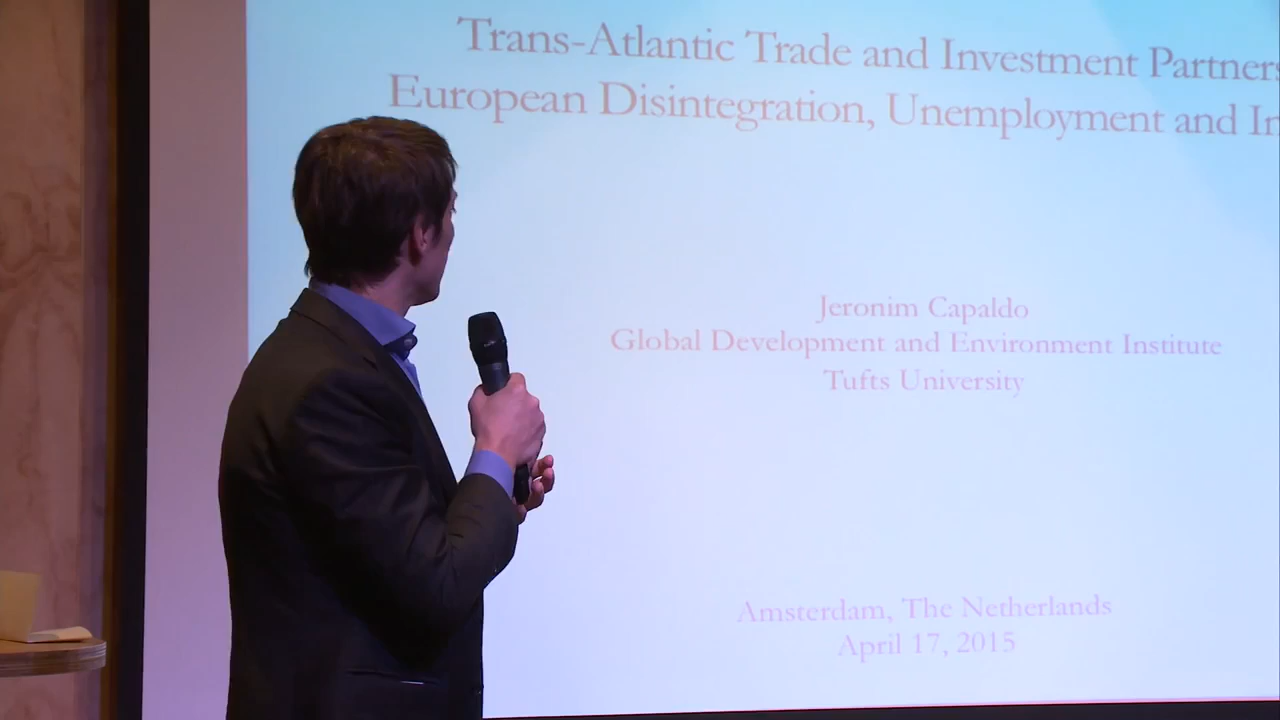 Trans-Atlantic Trade and Investment Partners
European Disintegration, Unemployment and In
Jeronim Capaldo
Global Development and Environment Institute
Tufts University
Amsterdam, The Netherlands
April 17, 2015